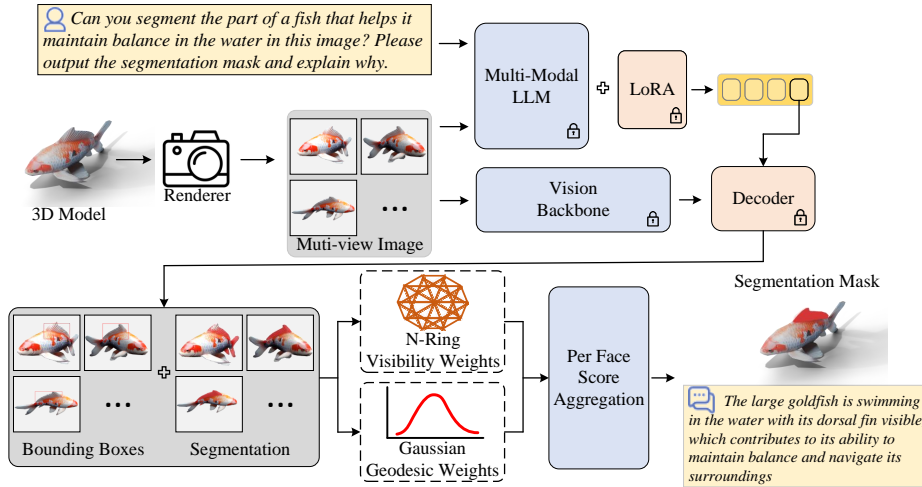 Can you segment the part of a fish that helps it
maintain balance in the water in this image? Please
output the segmentation mask and explain why.
Multi-Modal
LLM
LoRA
3D Model
Renderer
Muti-view Image
Vision
Backbone
Decoder
Segmentation Mask
Bounding Boxes
Segmentation
N-Ring
Visibility Weights
Gaussian
Geodesic Weights
Per Face
Score
Aggregation
The large goldfish is swimming
in the water with its dorsal fin visible
which contributes to its ability to
maintain balance and navigate its
surroundings